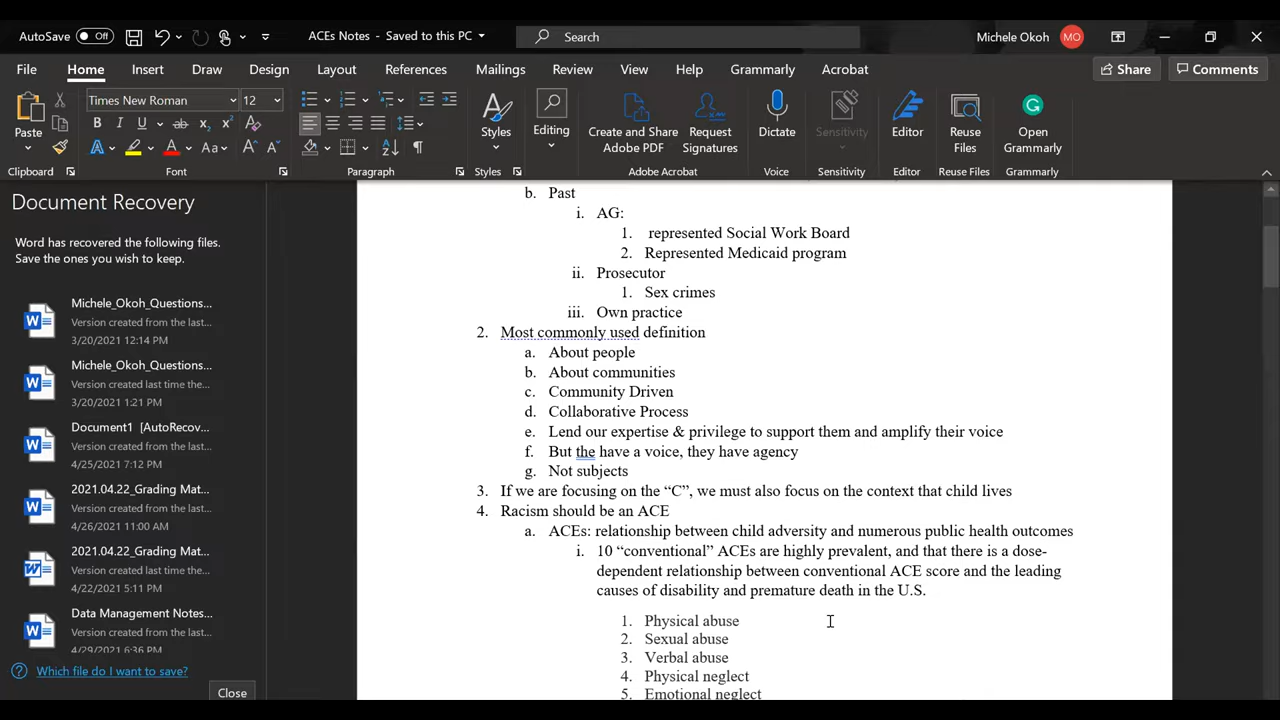 AutoSave Off ACEs Notes - Saved to this PC Search Michele Okoh MO
File Home Insert Draw Design Layout References Mailings Review View Help Grammarly Acrobat Share Comments
Times New Roman 12
Paste Styles Editing Create and Share Adobe PDF Request Signatures Dictate Sensitivity Editor Reuse Files Open Grammarly
Clipboard Font Paragraph Styles Adobe Acrobat Voice Sensitivity Editor Reuse Files Grammarly
Document Recovery
Word has recovered the following files.
Save the ones you wish to keep.
Michele_Okoh_Questions...
Version created from the last...
3/20/2021 12:14 PM
Michele_Okoh_Questions...
Version created last time the...
3/20/2021 1:21 PM
Document1 [AutoRecov...
Version created from the last...
4/25/2021 7:12 PM
2021.04.22_Grading Mat...
Version created from the last...
4/26/2021 11:00 AM
2021.04.22_Grading Mat...
Version created last time the...
4/22/2021 5:11 PM
Data Management Notes...
Version created from the last...
4/29/2021 6:36 PM
Which file do I want to save?
Close
b. Past
i. AG:
1. represented Social Work Board
2. Represented Medicaid program
ii. Prosecutor
1. Sex crimes
iii. Own practice
2. Most commonly used definition
a. About people
b. About communities
c. Community Driven
d. Collaborative Process
e. Lend our expertise & privilege to support them and amplify their voice
f. But the have a voice, they have agency
g. Not subjects
3. If we are focusing on the “C”, we must also focus on the context that child lives
4. Racism should be an ACE
a. ACEs: relationship between child adversity and numerous public health outcomes
i. 10 “conventional” ACEs are highly prevalent, and that there is a dose-
dependent relationship between conventional ACE score and the leading
causes of disability and premature death in the U.S.
1. Physical abuse
2. Sexual abuse
3. Verbal abuse
4. Physical neglect
5. Emotional neglect